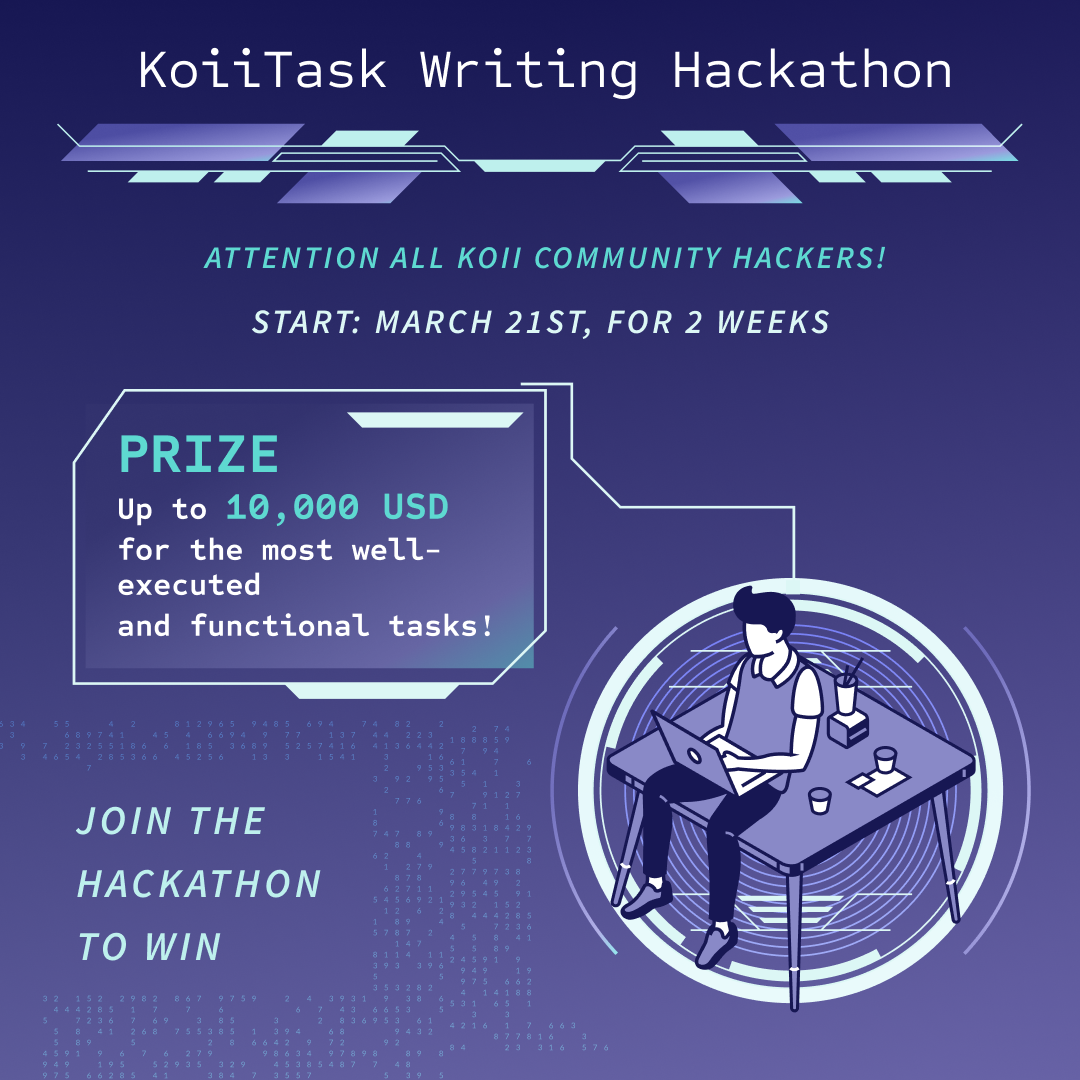 KoiiTask Writing Hackathon
ATTENTION ALL KOII COMMUNITY HACKERS!
START: MARCH 21ST, FOR 2 WEEKS
PRIZE
Up to 10,000 USD
for the most well-
executed
and functional tasks!
JOIN THE
HACKATHON
TO WIN